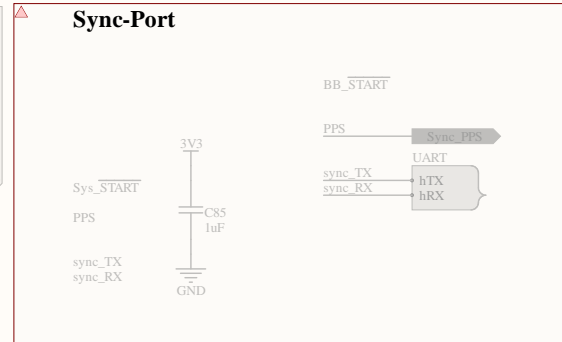 Sync-Port
BB_START
PPS
Sync_PPS
UART
sync_TX
hTX
sync_RX
hRX
3V3
Sys_START
C85
PPS
1uF
sync_TX
sync_RX
GND